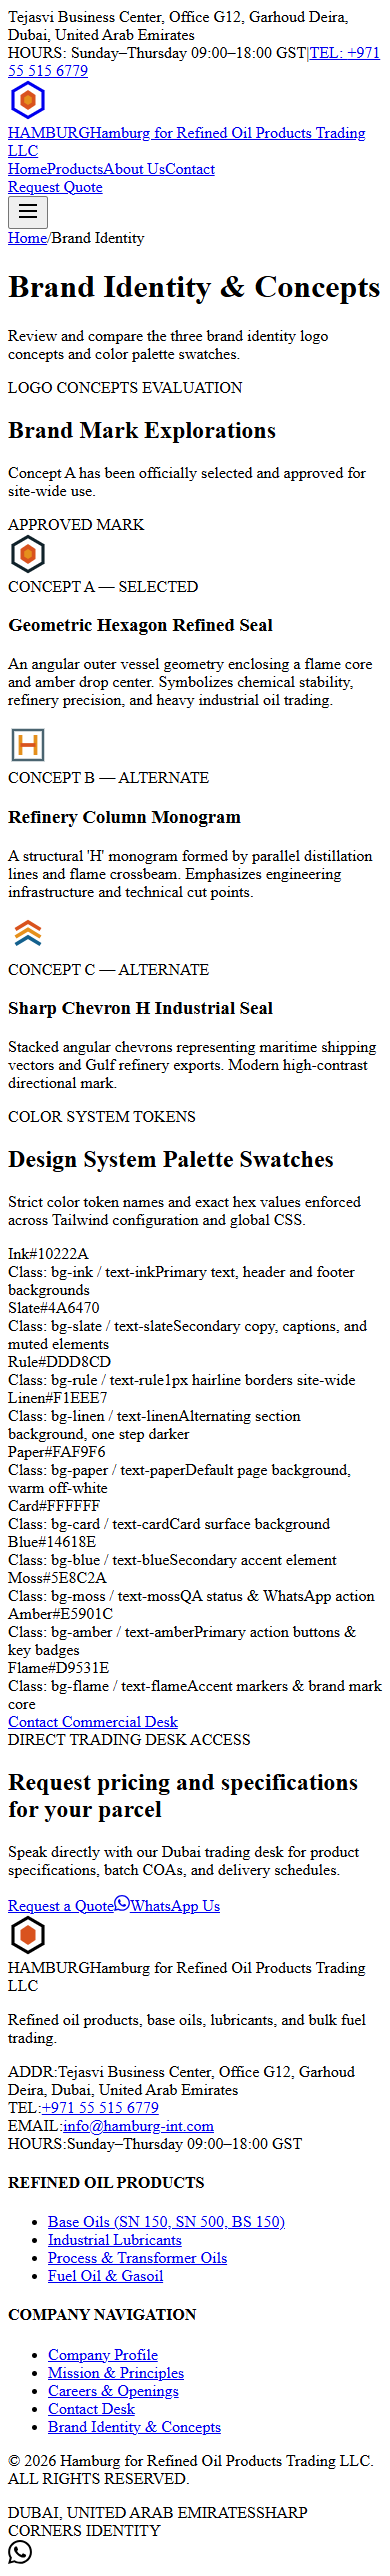 Tejasvi Business Center, Office G12, Garhoud Deira,
Dubai, United Arab Emirates
HOURS: Sunday–Thursday 09:00–18:00 GST|TEL: +971
55 515 6779
HAMBURGHamburg for Refined Oil Products Trading
LLC
HomeProductsAbout UsContact
Request Quote
Home/Brand Identity
Brand Identity & Concepts
Review and compare the three brand identity logo
concepts and color palette swatches.
LOGO CONCEPTS EVALUATION
Brand Mark Explorations
Concept A has been officially selected and approved for
site-wide use.
APPROVED MARK
CONCEPT A — SELECTED
Geometric Hexagon Refined Seal
An angular outer vessel geometry enclosing a flame core
and amber drop center. Symbolizes chemical stability,
refinery precision, and heavy industrial oil trading.
H
CONCEPT B — ALTERNATE
Refinery Column Monogram
A structural 'H' monogram formed by parallel distillation
lines and flame crossbeam. Emphasizes engineering
infrastructure and technical cut points.
CONCEPT C — ALTERNATE
Sharp Chevron H Industrial Seal
Stacked angular chevrons representing maritime shipping
vectors and Gulf refinery exports. Modern high-contrast
directional mark.
COLOR SYSTEM TOKENS
Design System Palette Swatches
Strict color token names and exact hex values enforced
across Tailwind configuration and global CSS.
Ink#10222A
Class: bg-ink / text-inkPrimary text, header and footer
backgrounds
Slate#4A6470
Class: bg-slate / text-slateSecondary copy, captions, and
muted elements
Rule#DDD8CD
Class: bg-rule / text-rule1px hairline borders site-wide
Linen#F1EEE7
Class: bg-linen / text-linenAlternating section
background, one step darker
Paper#FAF9F6
Class: bg-paper / text-paperDefault page background,
warm off-white
Card#FFFFFF
Class: bg-card / text-cardCard surface background
Blue#14618E
Class: bg-blue / text-blueSecondary accent element
Moss#5E8C2A
Class: bg-moss / text-mossQA status & WhatsApp action
Amber#E5901C
Class: bg-amber / text-amberPrimary action buttons &
key badges
Flame#D9531E
Class: bg-flame / text-flameAccent markers & brand mark
core
Contact Commercial Desk
DIRECT TRADING DESK ACCESS
Request pricing and specifications
for your parcel
Speak directly with our Dubai trading desk for product
specifications, batch COAs, and delivery schedules.
Request a QuoteWhatsApp Us
HAMBURGHamburg for Refined Oil Products Trading
LLC
Refined oil products, base oils, lubricants, and bulk fuel
trading.
ADDR:Tejasvi Business Center, Office G12, Garhoud
Deira, Dubai, United Arab Emirates
TEL:+971 55 515 6779
EMAIL:info@hamburg-int.com
HOURS:Sunday–Thursday 09:00–18:00 GST
REFINED OIL PRODUCTS
Base Oils (SN 150, SN 500, BS 150)
Industrial Lubricants
Process & Transformer Oils
Fuel Oil & Gasoil
COMPANY NAVIGATION
Company Profile
Mission & Principles
Careers & Openings
Contact Desk
Brand Identity & Concepts
© 2026 Hamburg for Refined Oil Products Trading LLC.
ALL RIGHTS RESERVED.
DUBAI, UNITED ARAB EMIRATESSHARP
CORNERS IDENTITY